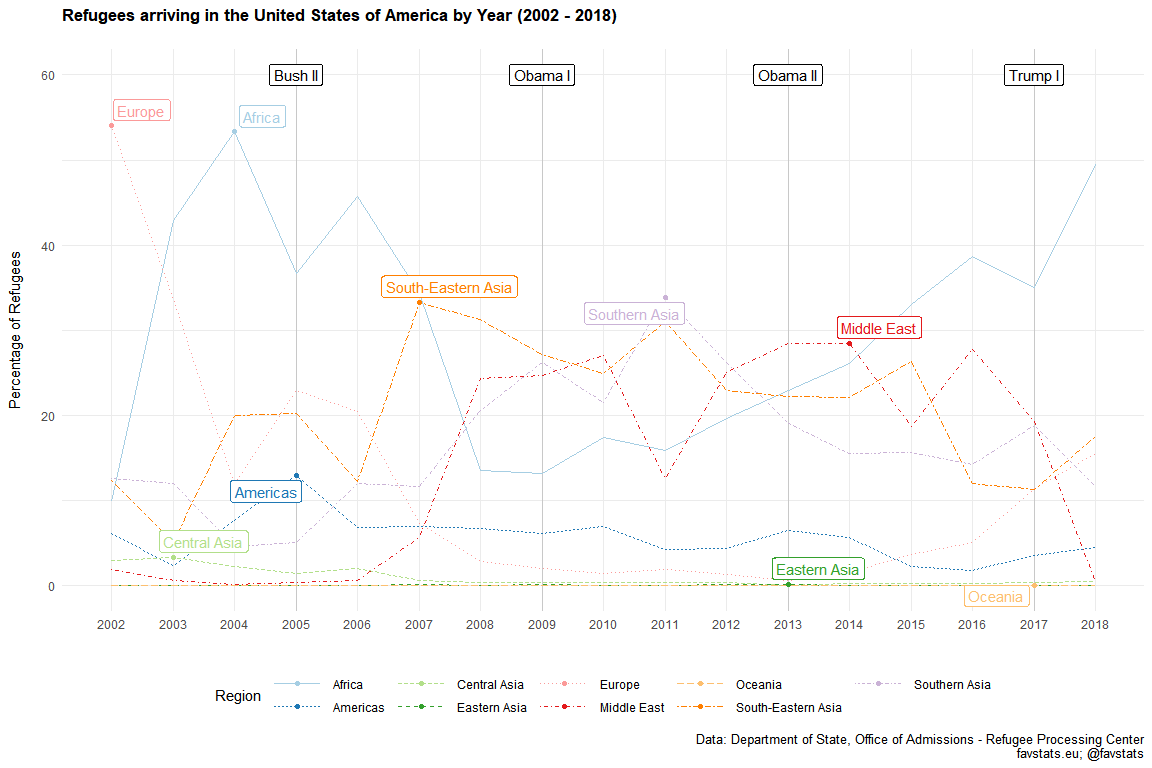 Refugees arriving in the United States of America by Year (2002 - 2018)
Bush II Obama I Obama II Trump I
60
Europe Africa
40
South-Eastern Asia
Southern Asia
Middle East
Percentage of Refugees
20
Americas
Central Asia
Eastern Asia
0
Oceania
2002 2003 2004 2005 2006 2007 2008 2009 2010 2011 2012 2013 2014 2015 2016 2017 2018
Region
Africa Central Asia Europe Oceania Southern Asia
Americas Eastern Asia Middle East South-Eastern Asia
Data: Department of State, Office of Admissions - Refugee Processing Center
favstats.eu; @favstats